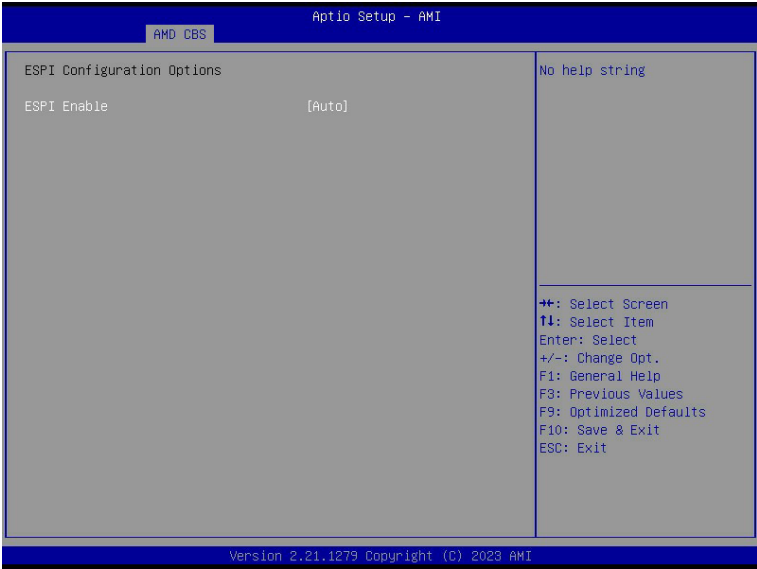 Aptio Setup – AMI
AMD CBS
ESPI Configuration Options
ESPI Enable [Auto]
No help string
→←: Select Screen
↑↓: Select Item
Enter: Select
+/-: Change Opt.
F1: General Help
F3: Previous Values
F9: Optimized Defaults
F10: Save & Exit
ESC: Exit
Version 2.21.1279 Copyright (C) 2023 AMI